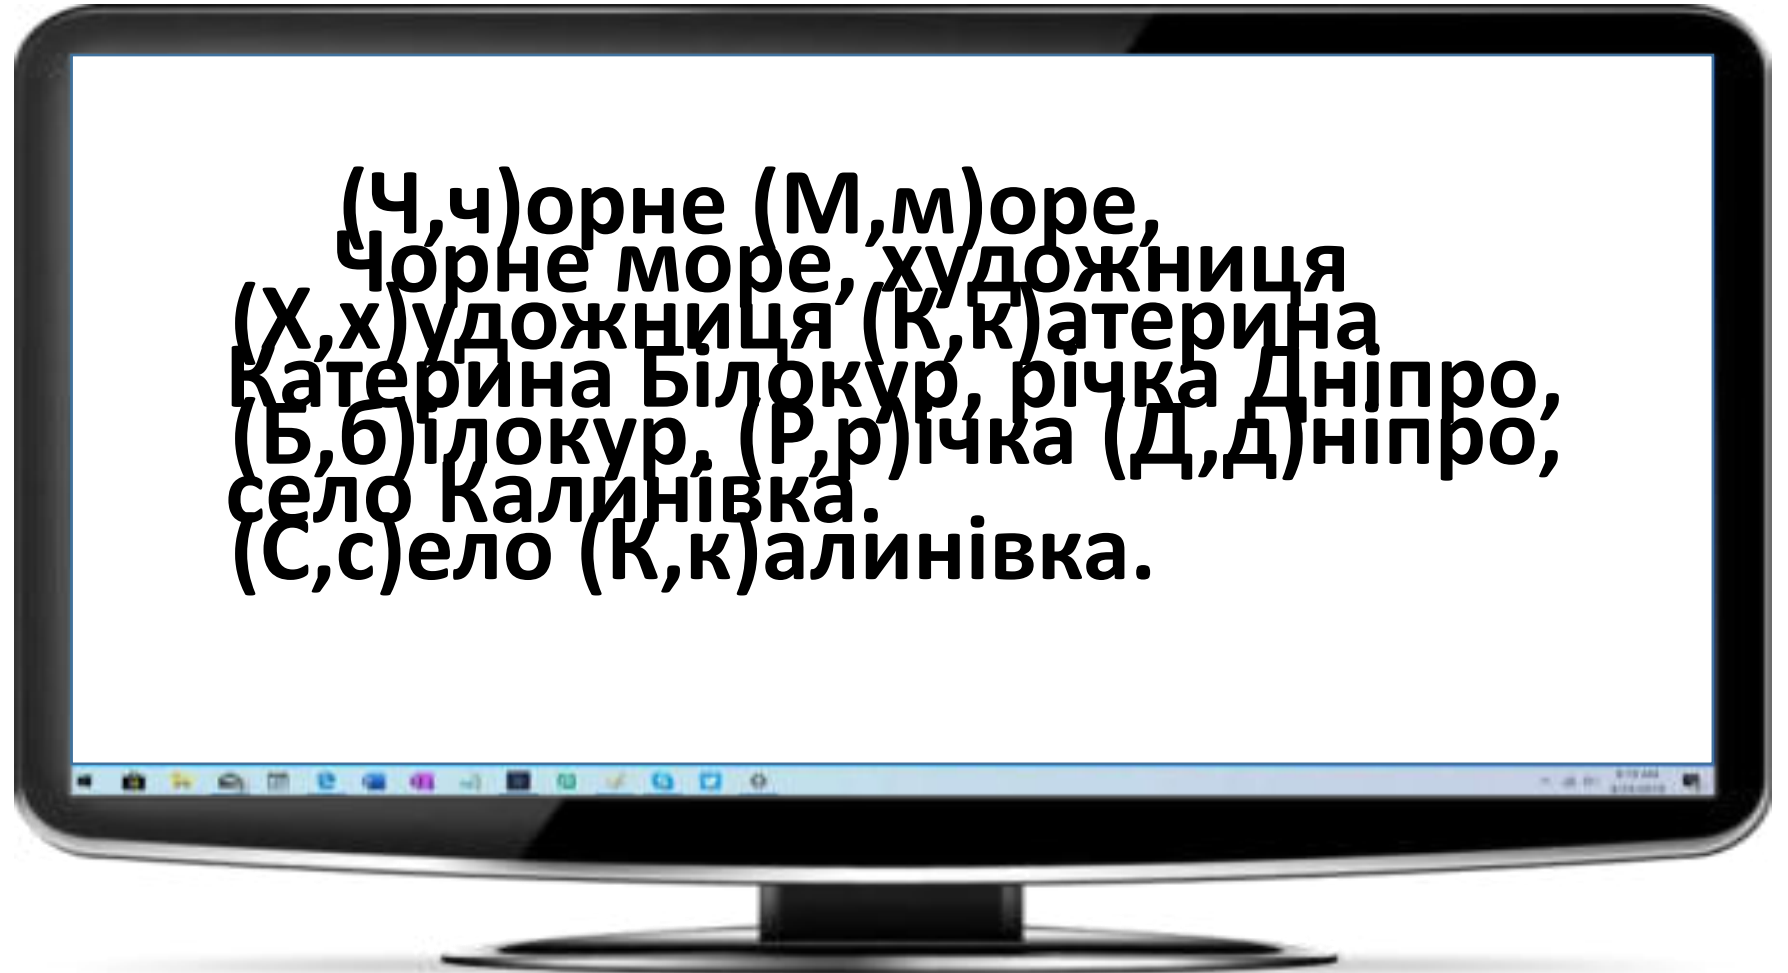 (Ч,ч)орне (М,м)оре,
Чорне море, художниця
(Х,х)удожниця (К,к)атерина
Катерина Білокур, річка Дніпро,
(Б,б)ілокур, (Р,р)ічка (Д,д)ніпро,
село Калинівка.
(С,с)ело (К,к)алинівка.